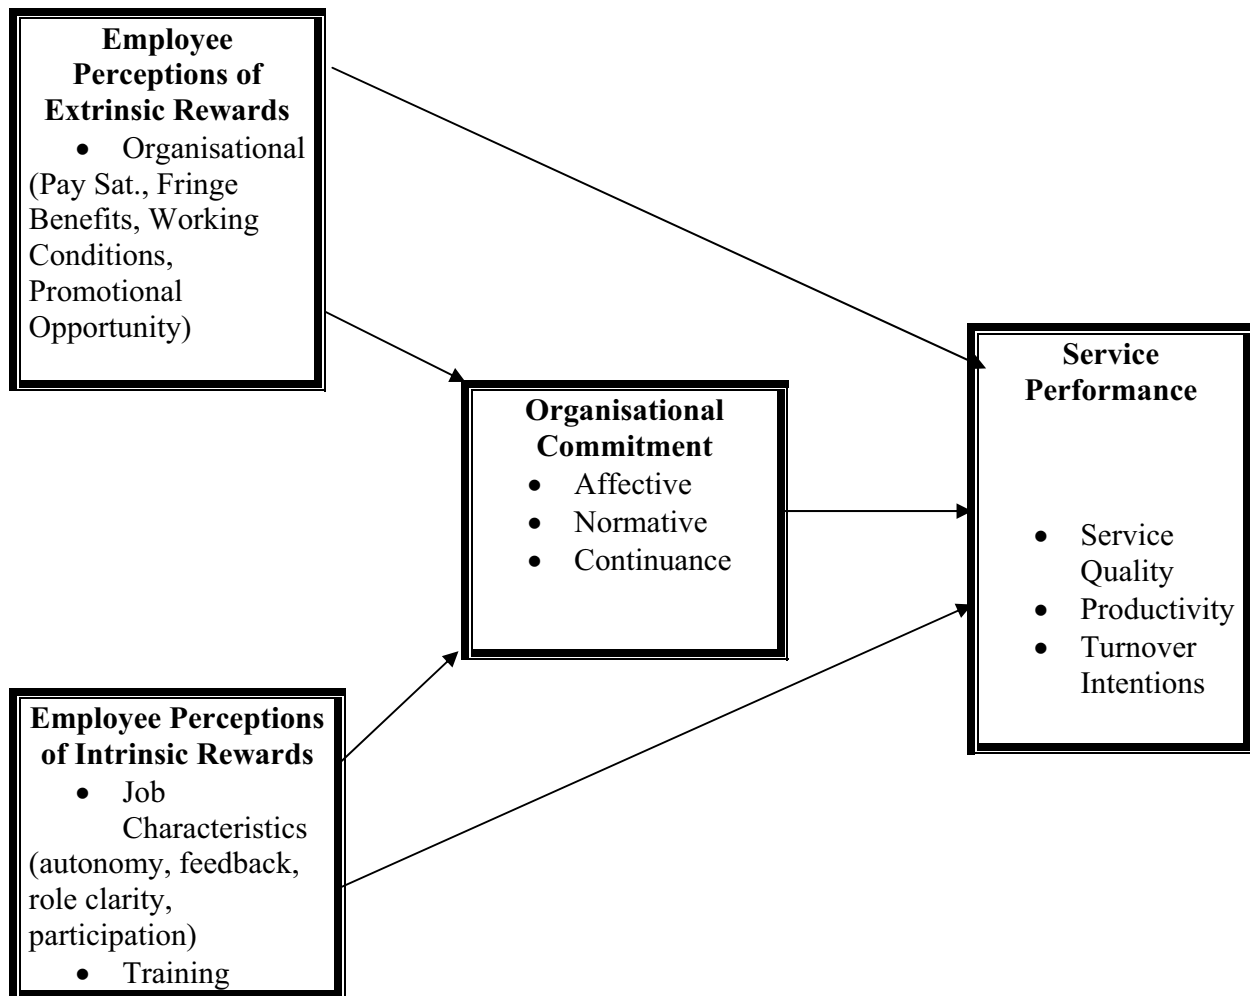 Employee
Perceptions of
Extrinsic Rewards
• Organisational
(Pay Sat., Fringe
Benefits, Working
Conditions,
Promotional
Opportunity)
Organisational
Commitment
• Affective
• Normative
• Continuance
Service
Performance
• Service
Quality
• Productivity
• Turnover
Intentions
Employee Perceptions
of Intrinsic Rewards
• Job
Characteristics
(autonomy, feedback,
role clarity,
participation)
• Training